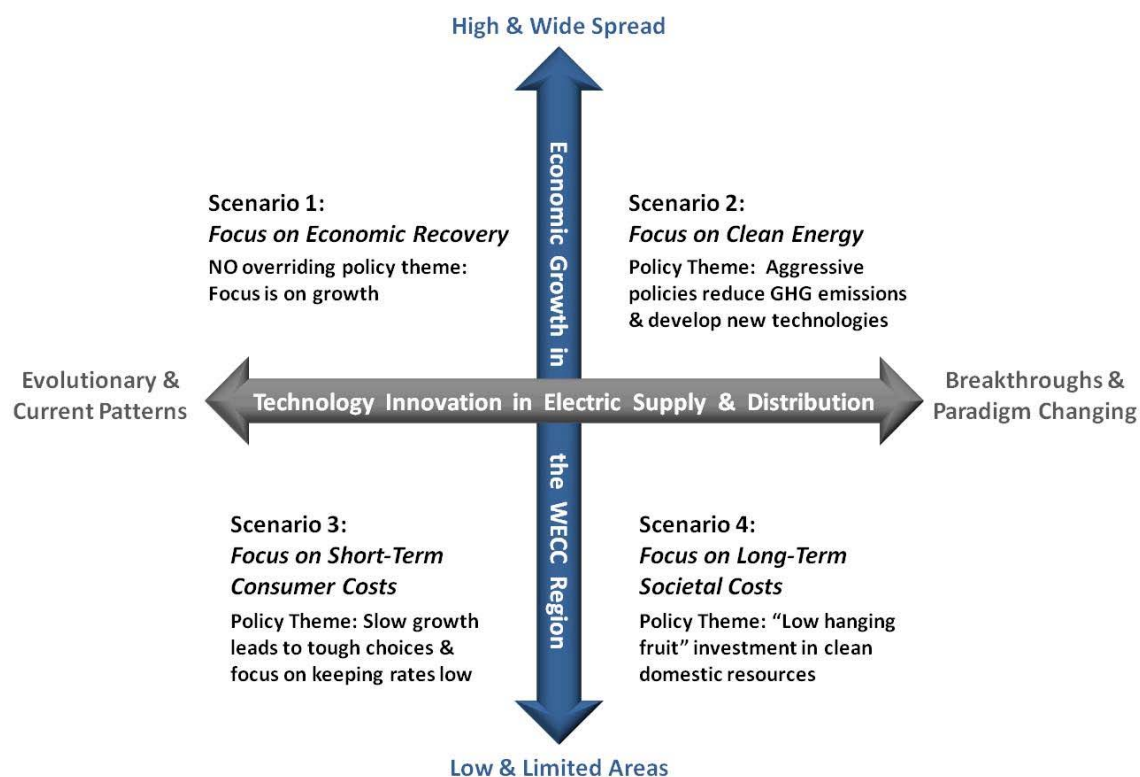 High & Wide Spread
Economic Growth in the WECC Region
Scenario 1:
Focus on Economic Recovery
NO overriding policy theme:
Focus is on growth
Scenario 2:
Focus on Clean Energy
Policy Theme:  Aggressive
policies reduce GHG emissions
& develop new technologies
Evolutionary &
Current Patterns
Technology Innovation in Electric Supply & Distribution
Breakthroughs &
Paradigm Changing
Scenario 3:
Focus on Short-Term
Consumer Costs
Policy Theme: Slow growth
leads to tough choices &
focus on keeping rates low
Scenario 4:
Focus on Long-Term
Societal Costs
Policy Theme: “Low hanging
fruit” investment in clean
domestic resources
Low & Limited Areas